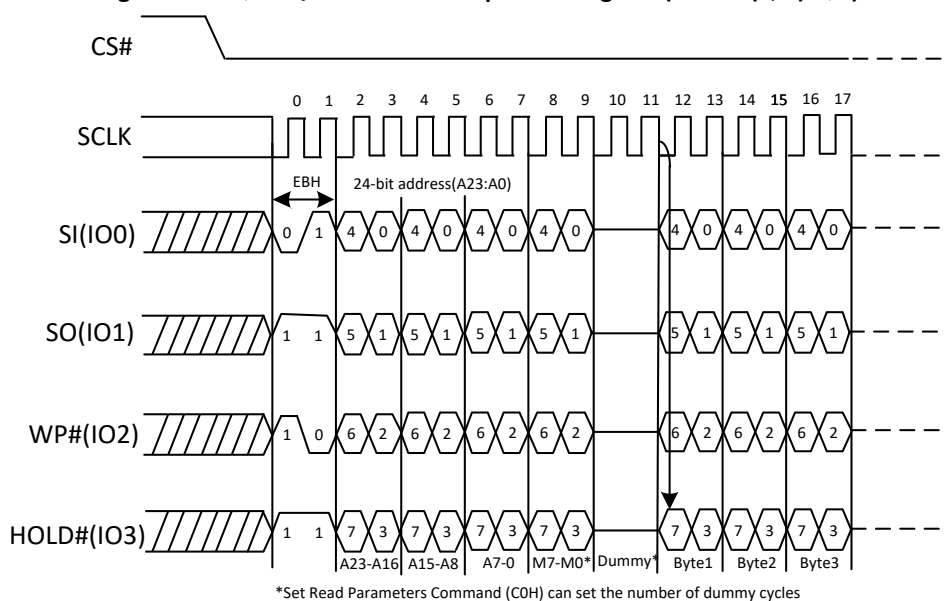 CS#
0 1 2 3 4 5 6 7 8 9 10 11 12 13 14 15 16 17
SCLK
EBH 24-bit address(A23:A0)
SI(IO0) 0 1 4 0 4 0 4 0 4 0 4 0 4 0 4 0
SO(IO1) 1 1 5 1 5 1 5 1 5 1 5 1 5 1 5 1
WP#(IO2) 1 0 6 2 6 2 6 2 6 2 6 2 6 2 6 2
HOLD#(IO3) 1 1 7 3 7 3 7 3 7 3 7 3 7 3 7 3
A23-A16 A15-A8 A7-0 M7-M0* Dummy* Byte1 Byte2 Byte3
*Set Read Parameters Command (C0H) can set the number of dummy cycles